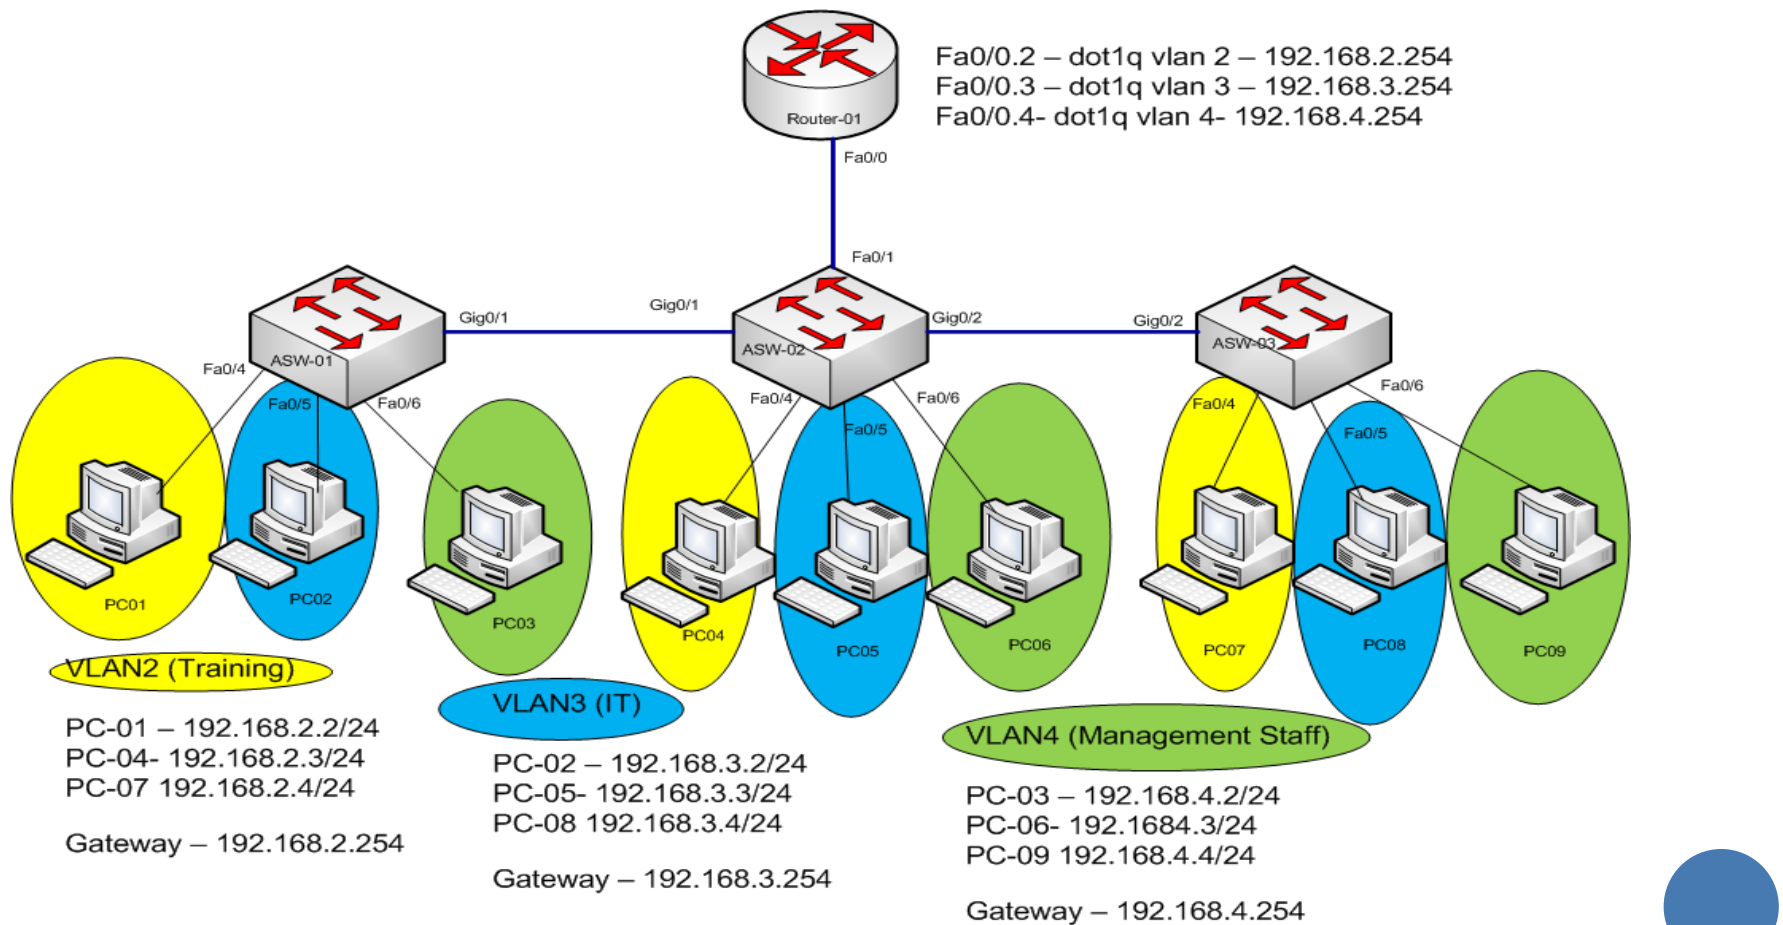 Fa0/0.2 – dot1q vlan 2 – 192.168.2.254
Fa0/0.3 – dot1q vlan 3 – 192.168.3.254
Fa0/0.4- dot1q vlan 4- 192.168.4.254
Router-01
Fa0/0
Fa0/1
Gig0/1
Gig0/1
Gig0/2
Gig0/2
ASW-01
ASW-02
ASW-03
Fa0/4
Fa0/5
Fa0/6
Fa0/4
Fa0/5
Fa0/6
Fa0/4
Fa0/5
Fa0/6
PC01
PC02
PC03
PC04
PC05
PC06
PC07
PC08
PC09
VLAN2 (Training)
PC-01 – 192.168.2.2/24
PC-04- 192.168.2.3/24
PC-07 192.168.2.4/24
Gateway – 192.168.2.254
VLAN3 (IT)
PC-02 – 192.168.3.2/24
PC-05- 192.168.3.3/24
PC-08 192.168.3.4/24
Gateway – 192.168.3.254
VLAN4 (Management Staff)
PC-03 – 192.168.4.2/24
PC-06- 192.1684.3/24
PC-09 192.168.4.4/24
Gateway – 192.168.4.254